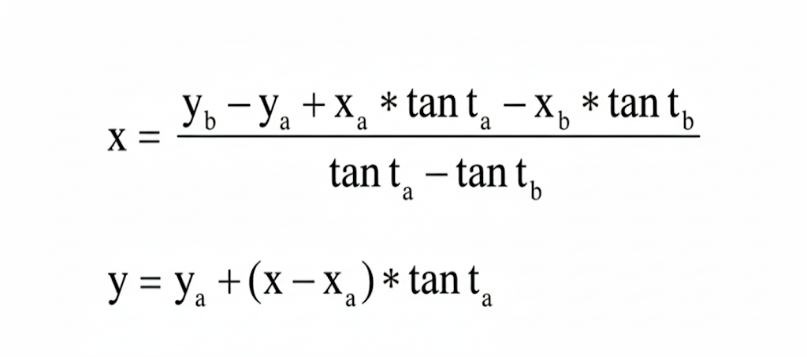 x = (y_b − y_a + x_a * tan t_a − x_b * tan t_b) / (tan t_a − tan t_b)
y = y_a + (x − x_a) * tan t_a